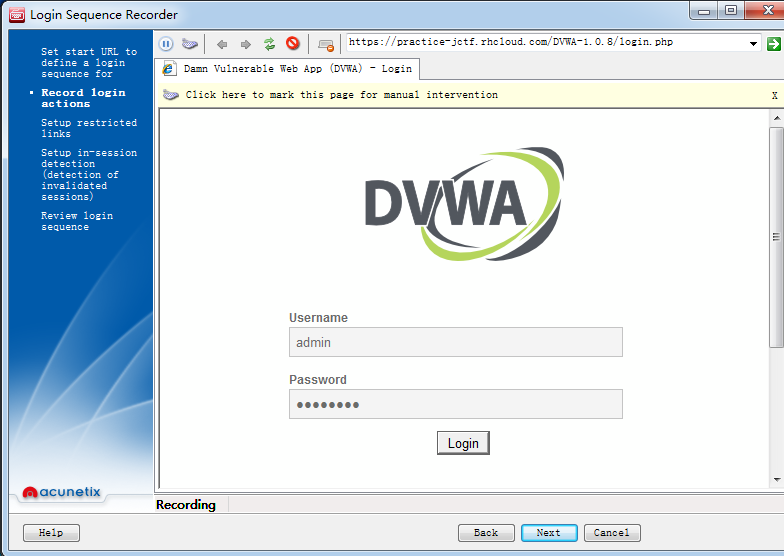 Login Sequence Recorder
Set start URL to
define a login
sequence for
Record login
actions
Setup restricted
links
Setup in-session
detection
(detection of
invalidated
sessions)
Review login
sequence
acunetix
https://practice-jctf.rhcloud.com/DVWA-1.0.8/login.php
Damn Vulnerable Web App (DVWA) - Login
Click here to mark this page for manual intervention
X
DVWA
Username
admin
Password
●●●●●●●●
Login
Recording
Help
Back
Next
Cancel